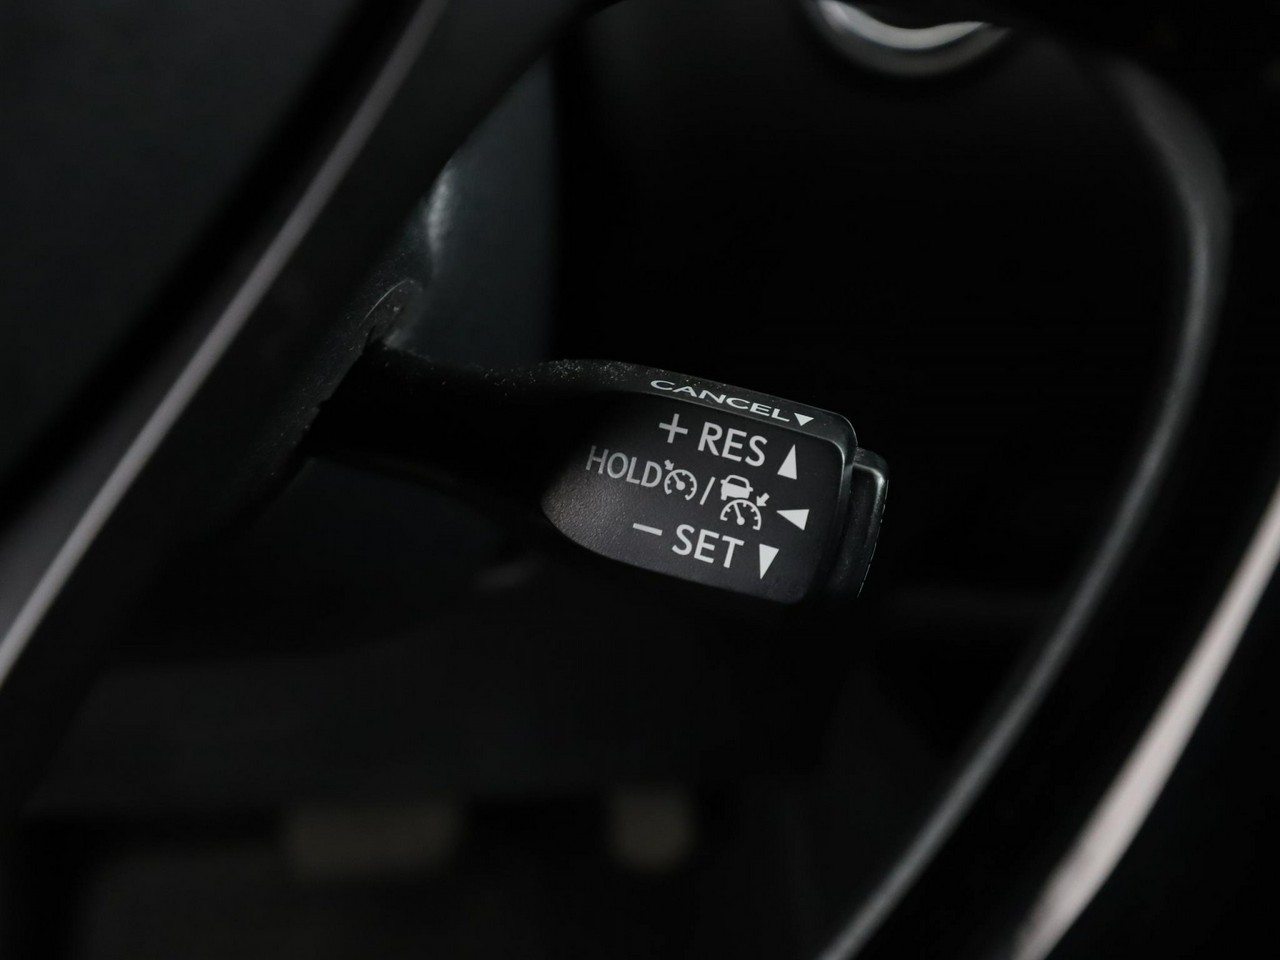 CANCEL▼
+ RES ▲
HOLD / ◀
− SET ▼